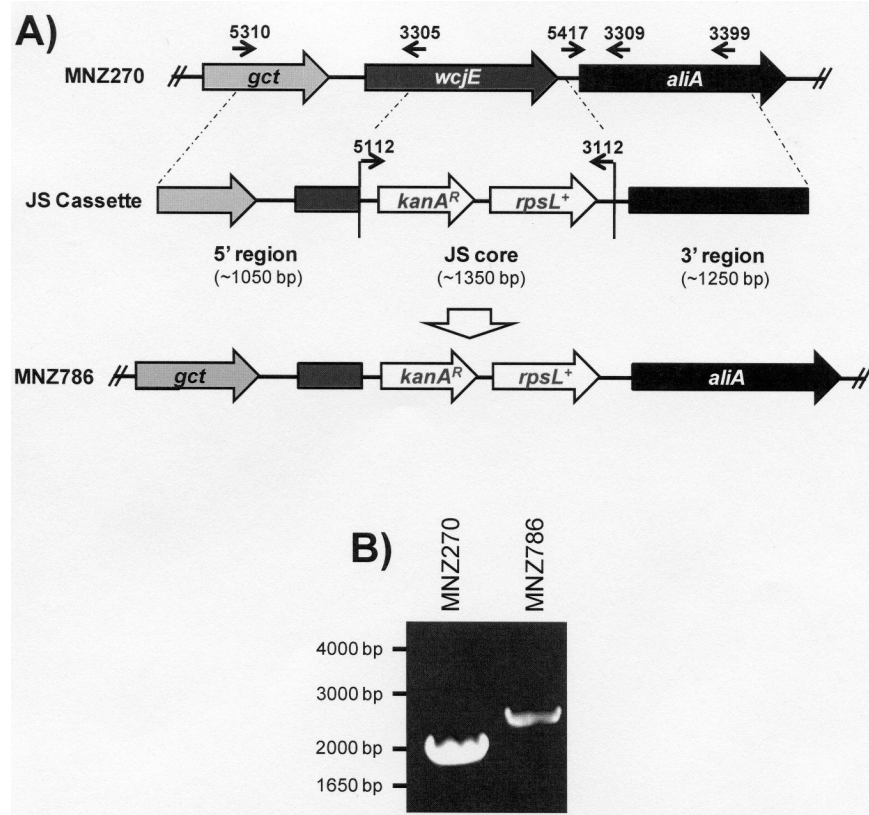 A)
5310 3305 5417 3309 3399
MNZ270 gct wcjE aliA
5112 3112
JS Cassette kanA^R rpsL^+
5' region JS core 3' region
(~1050 bp) (~1350 bp) (~1250 bp)
MNZ786 gct kanA^R rpsL^+ aliA
B)
MNZ270 MNZ786
4000 bp
3000 bp
2000 bp
1650 bp